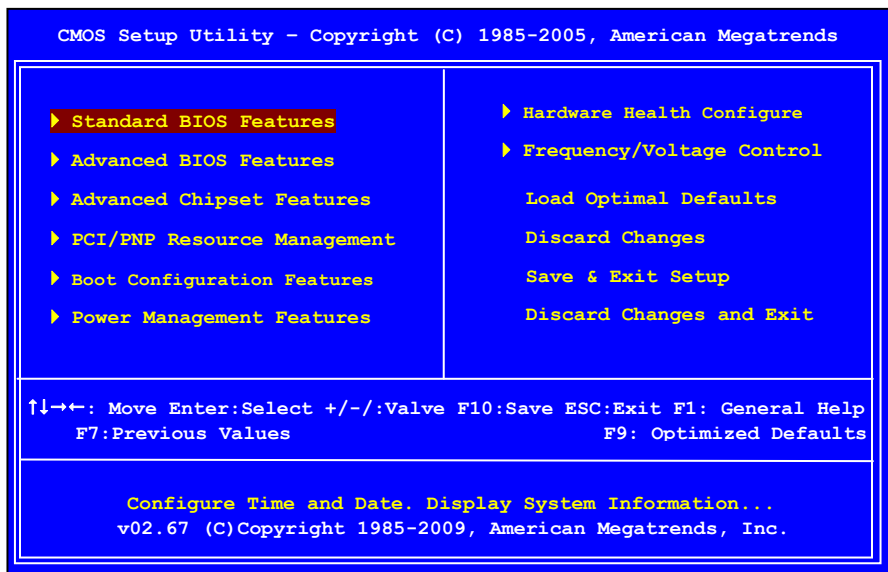 CMOS Setup Utility – Copyright (C) 1985-2005, American Megatrends
Standard BIOS Features
Advanced BIOS Features
Advanced Chipset Features
PCI/PNP Resource Management
Boot Configuration Features
Power Management Features
Hardware Health Configure
Frequency/Voltage Control
Load Optimal Defaults
Discard Changes
Save & Exit Setup
Discard Changes and Exit
↑↓→←: Move Enter:Select +/-/:Valve F10:Save ESC:Exit F1: General Help
F7:Previous Values F9: Optimized Defaults
Configure Time and Date. Display System Information...
v02.67 (C)Copyright 1985-2009, American Megatrends, Inc.